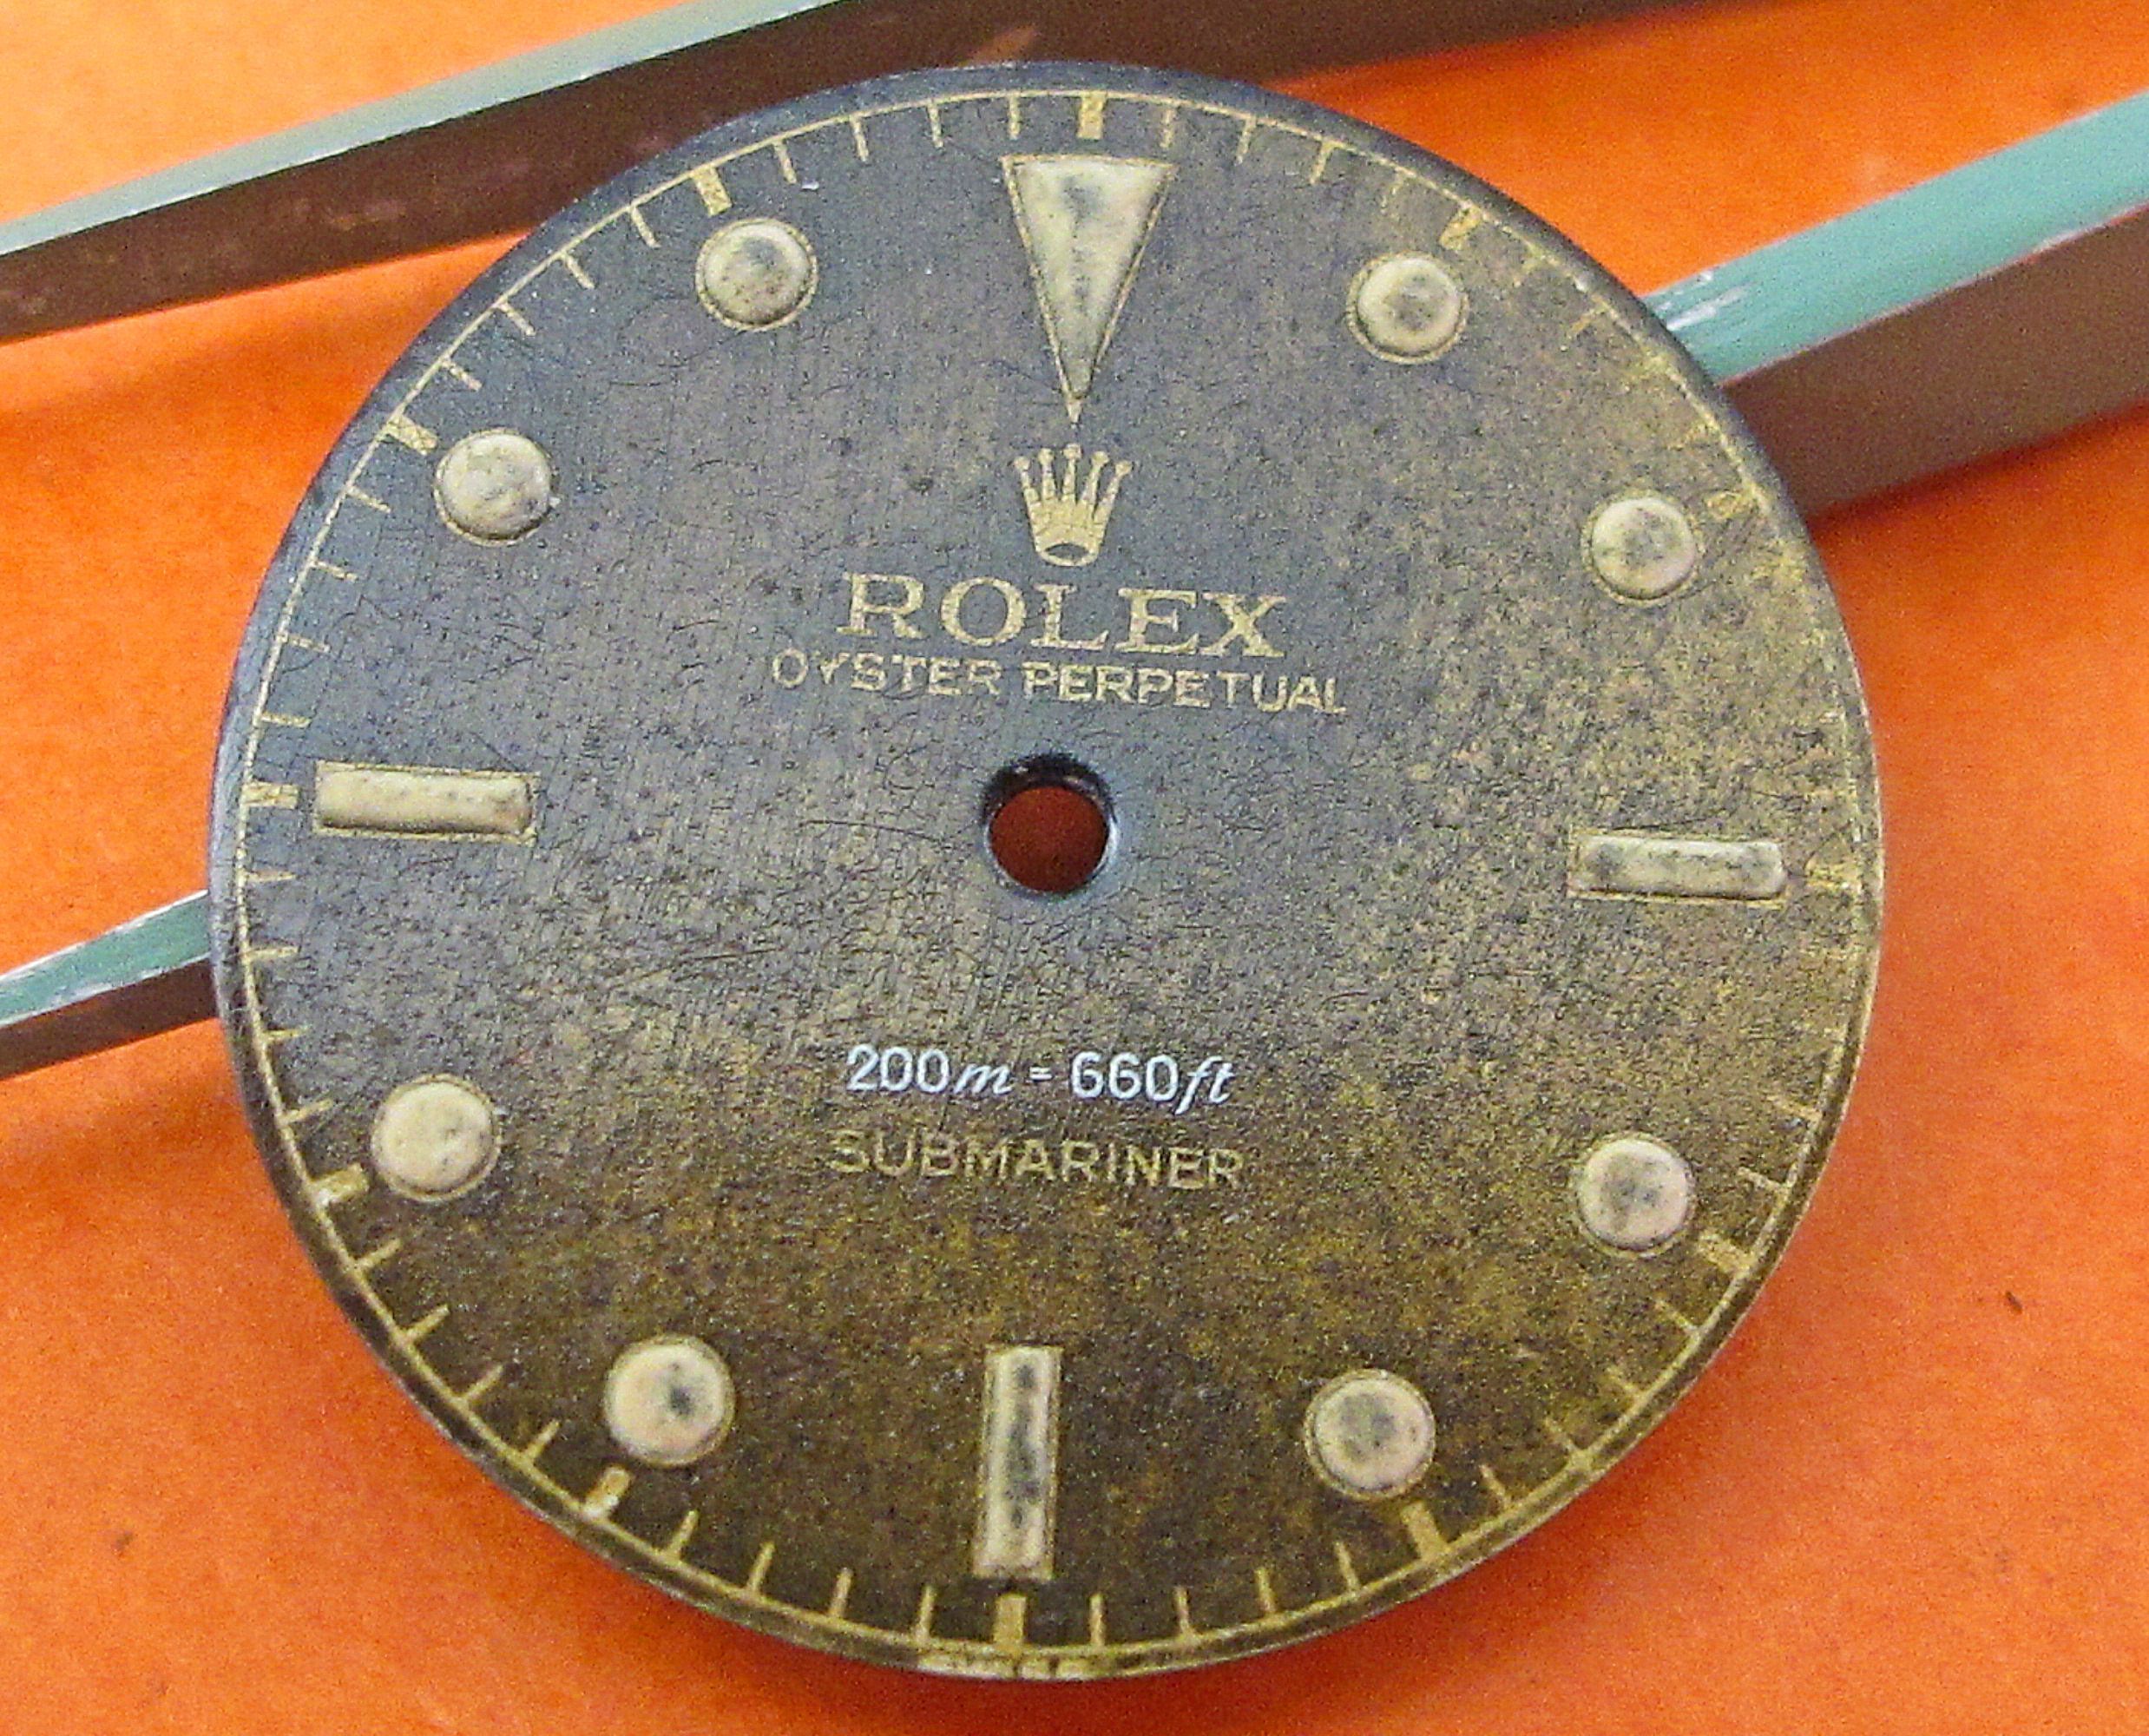 ROLEX
OYSTER PERPETUAL
200m = 660ft
SUBMARINER